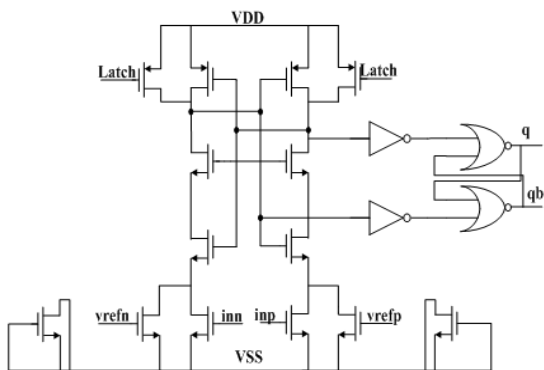 VDD
Latch
Latch
q
qb
vrefn
inn
inp
vrefp
VSS